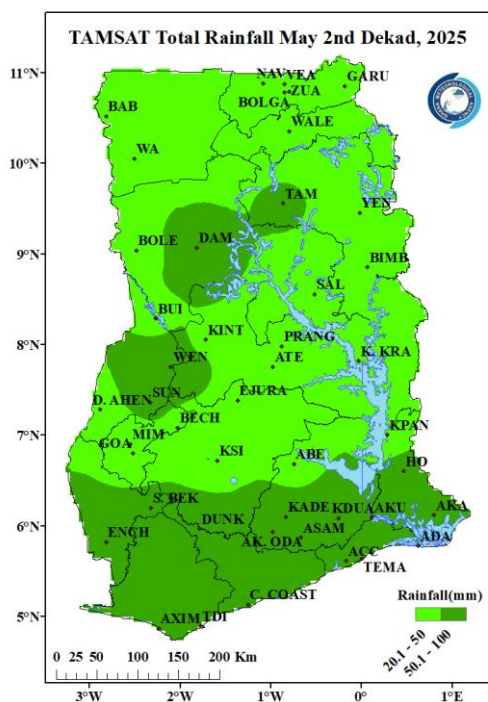 TAMSAT Total Rainfall May 2nd Dekad, 2025
11°N
10°N
9°N
8°N
7°N
6°N
5°N
NAV
VEA
GARU
ZUA
BOLGA
BAB
WALE
WA
TAM
YEN
BOLE
DAM
BIMB
SAL
BUI
KINT
PRANG
WEN
ATE
K. KRA
SUN
EJURA
D. AHEN
BECH
MIM
KPAN
GOA
KSI
ABE
HO
S. BEK
KADE
KDUA
AKU
AKA
DUNK
ASAM
ENCH
AK. ODA
ADA
ACC
TEMA
C. COAST
AXIM
TDI
Rainfall(mm)
20.1 - 50
50.1 - 100
0 25 50 100 150 200 Km
3°W
2°W
1°W
0°
1°E